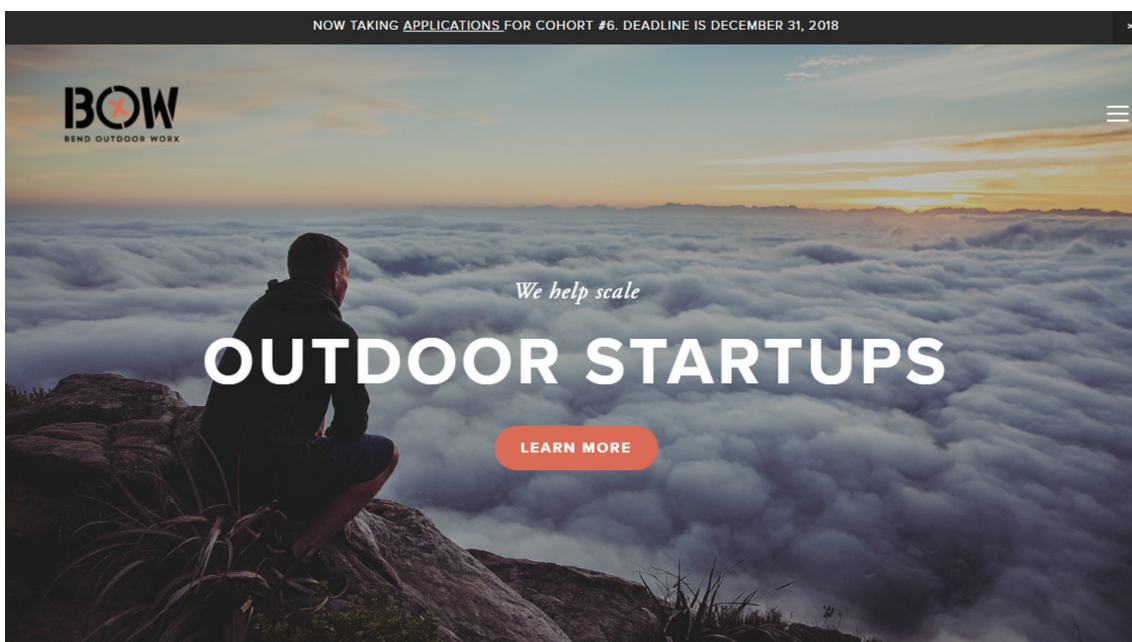 NOW TAKING APPLICATIONS FOR COHORT #6. DEADLINE IS DECEMBER 31, 2018
BOW
BEND OUTDOOR WORX
We help scale
OUTDOOR STARTUPS
LEARN MORE